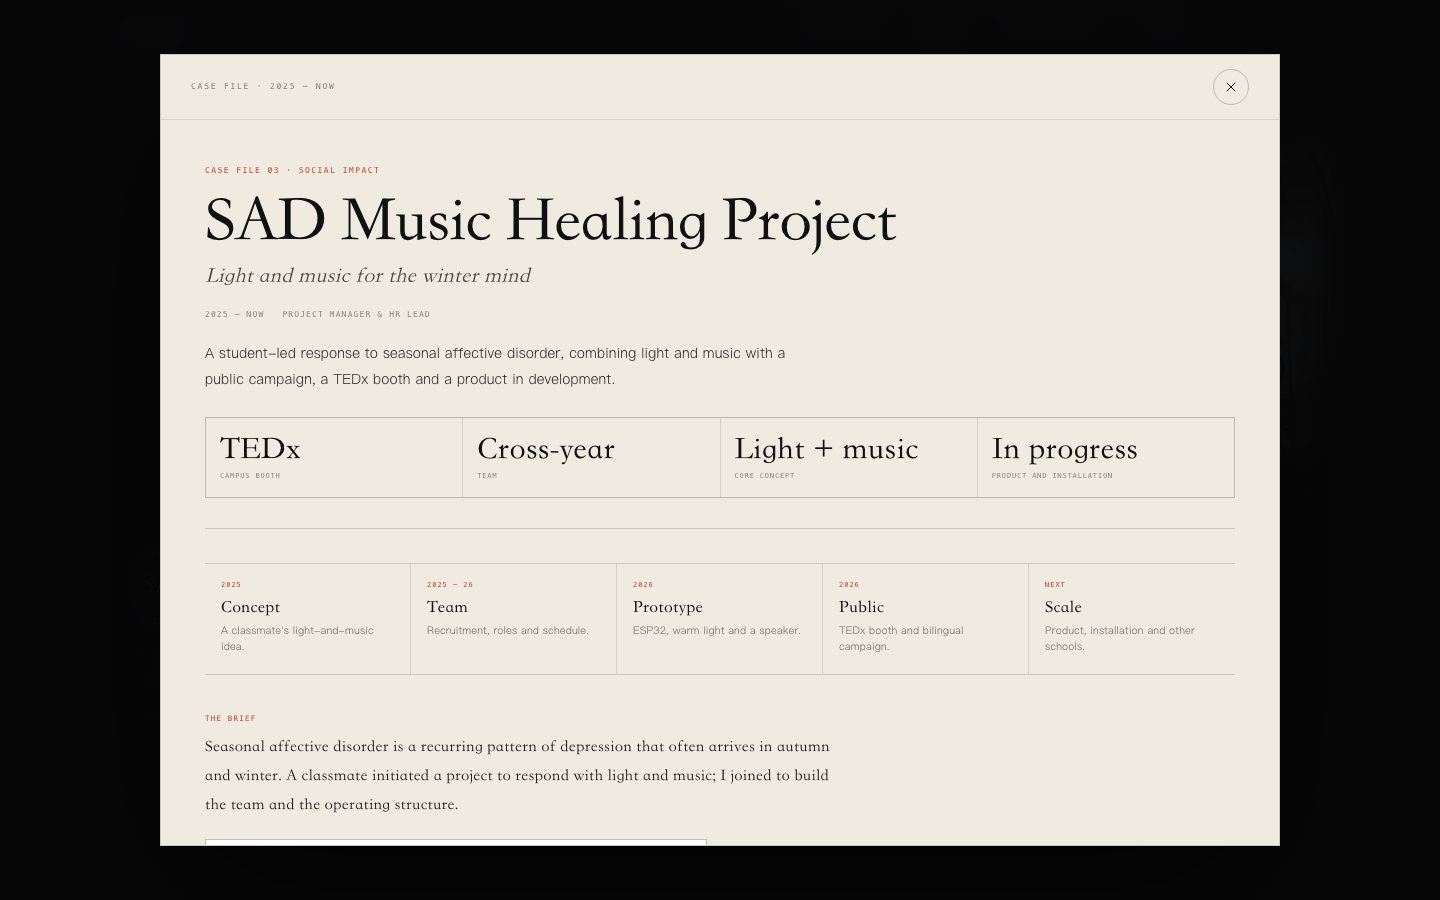 CASE FILE · 2025 — NOW
CASE FILE 03 · SOCIAL IMPACT
SAD Music Healing Project
Light and music for the winter mind
2025 — NOW PROJECT MANAGER & HR LEAD
A student-led response to seasonal affective disorder, combining light and music with a
public campaign, a TEDx booth and a product in development.
TEDx
CAMPUS BOOTH
Cross-year
TEAM
Light + music
CORE CONCEPT
In progress
PRODUCT AND INSTALLATION
2025
Concept
A classmate's light-and-music
idea.
2025 — 26
Team
Recruitment, roles and schedule.
2026
Prototype
ESP32, warm light and a speaker.
2026
Public
TEDx booth and bilingual
campaign.
NEXT
Scale
Product, installation and other
schools.
THE BRIEF
Seasonal affective disorder is a recurring pattern of depression that often arrives in autumn
and winter. A classmate initiated a project to respond with light and music; I joined to build
the team and the operating structure.